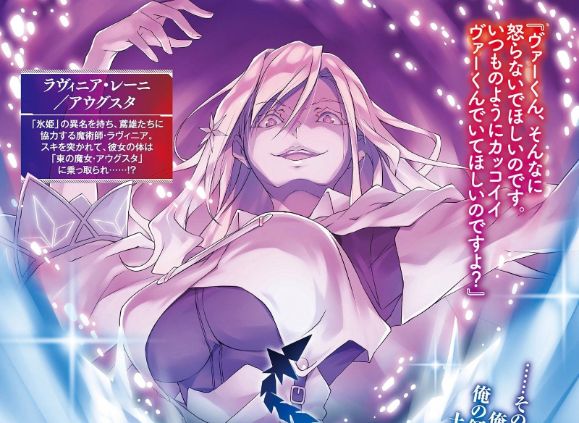 『ヴァーくん、そんなに
怒らないでほしいのです。
いつものようにカッコイイ
ヴァーくんでいてほしいのですよ?』
ラヴィニア・レーニ
/アウグスタ
「氷姫」の異名を持ち、鳶雄たちに
協力する魔術師・ラヴィニア。
スキを突かれて、彼女の体は
「東の魔女・アウグスタ」
に乗っ取られ……!?
……その
俺の